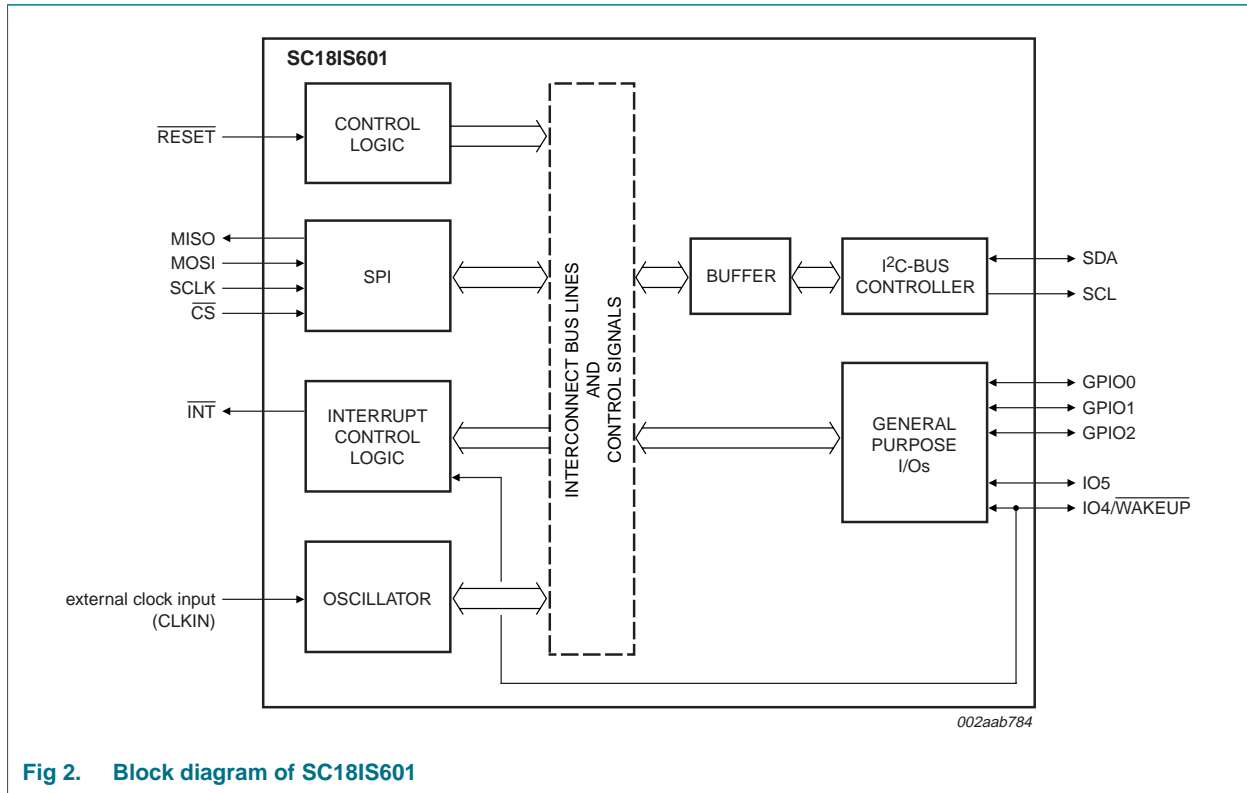 SC18IS601
RESET
CONTROL
LOGIC
MISO
MOSI
SCLK
CS
SPI
INT
INTERRUPT
CONTROL
LOGIC
external clock input
(CLKIN)
OSCILLATOR
INTERCONNECT BUS LINES
AND
CONTROL SIGNALS
BUFFER
I²C-BUS
CONTROLLER
SDA
SCL
GENERAL
PURPOSE
I/Os
GPIO0
GPIO1
GPIO2
IO5
IO4/WAKEUP
002aab784
Fig 2. Block diagram of SC18IS601